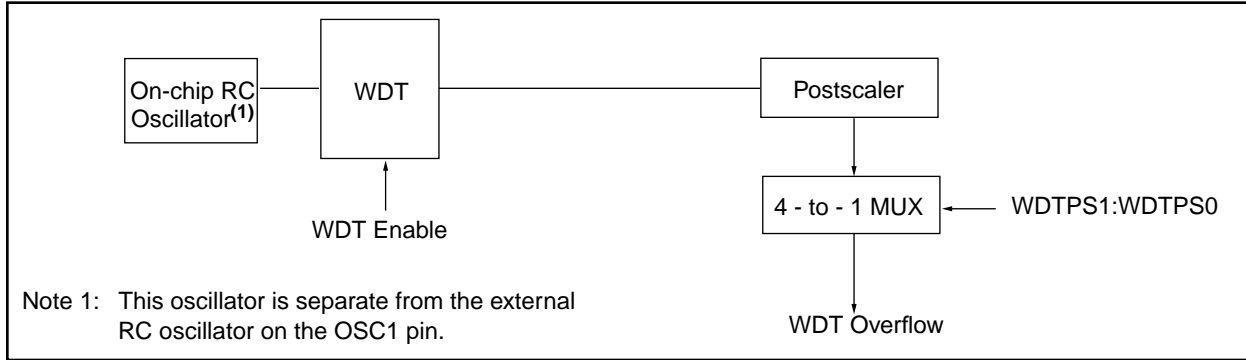 On-chip RC
Oscillator(1)
WDT
Postscaler
WDT Enable
4 - to - 1 MUX
WDTPS1:WDTPS0
Note 1: This oscillator is separate from the external
RC oscillator on the OSC1 pin.
WDT Overflow